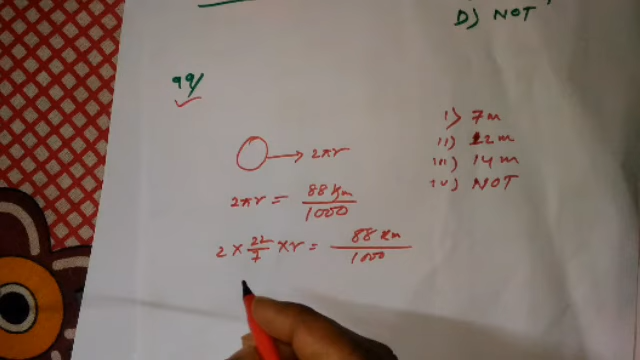 D) NOT
99/
2πr
2πr = 88 Km / 1000
2 × 22/7 × r = 88 Km / 1000
i) 7m
ii) 22m
iii) 14m
iv) NOT